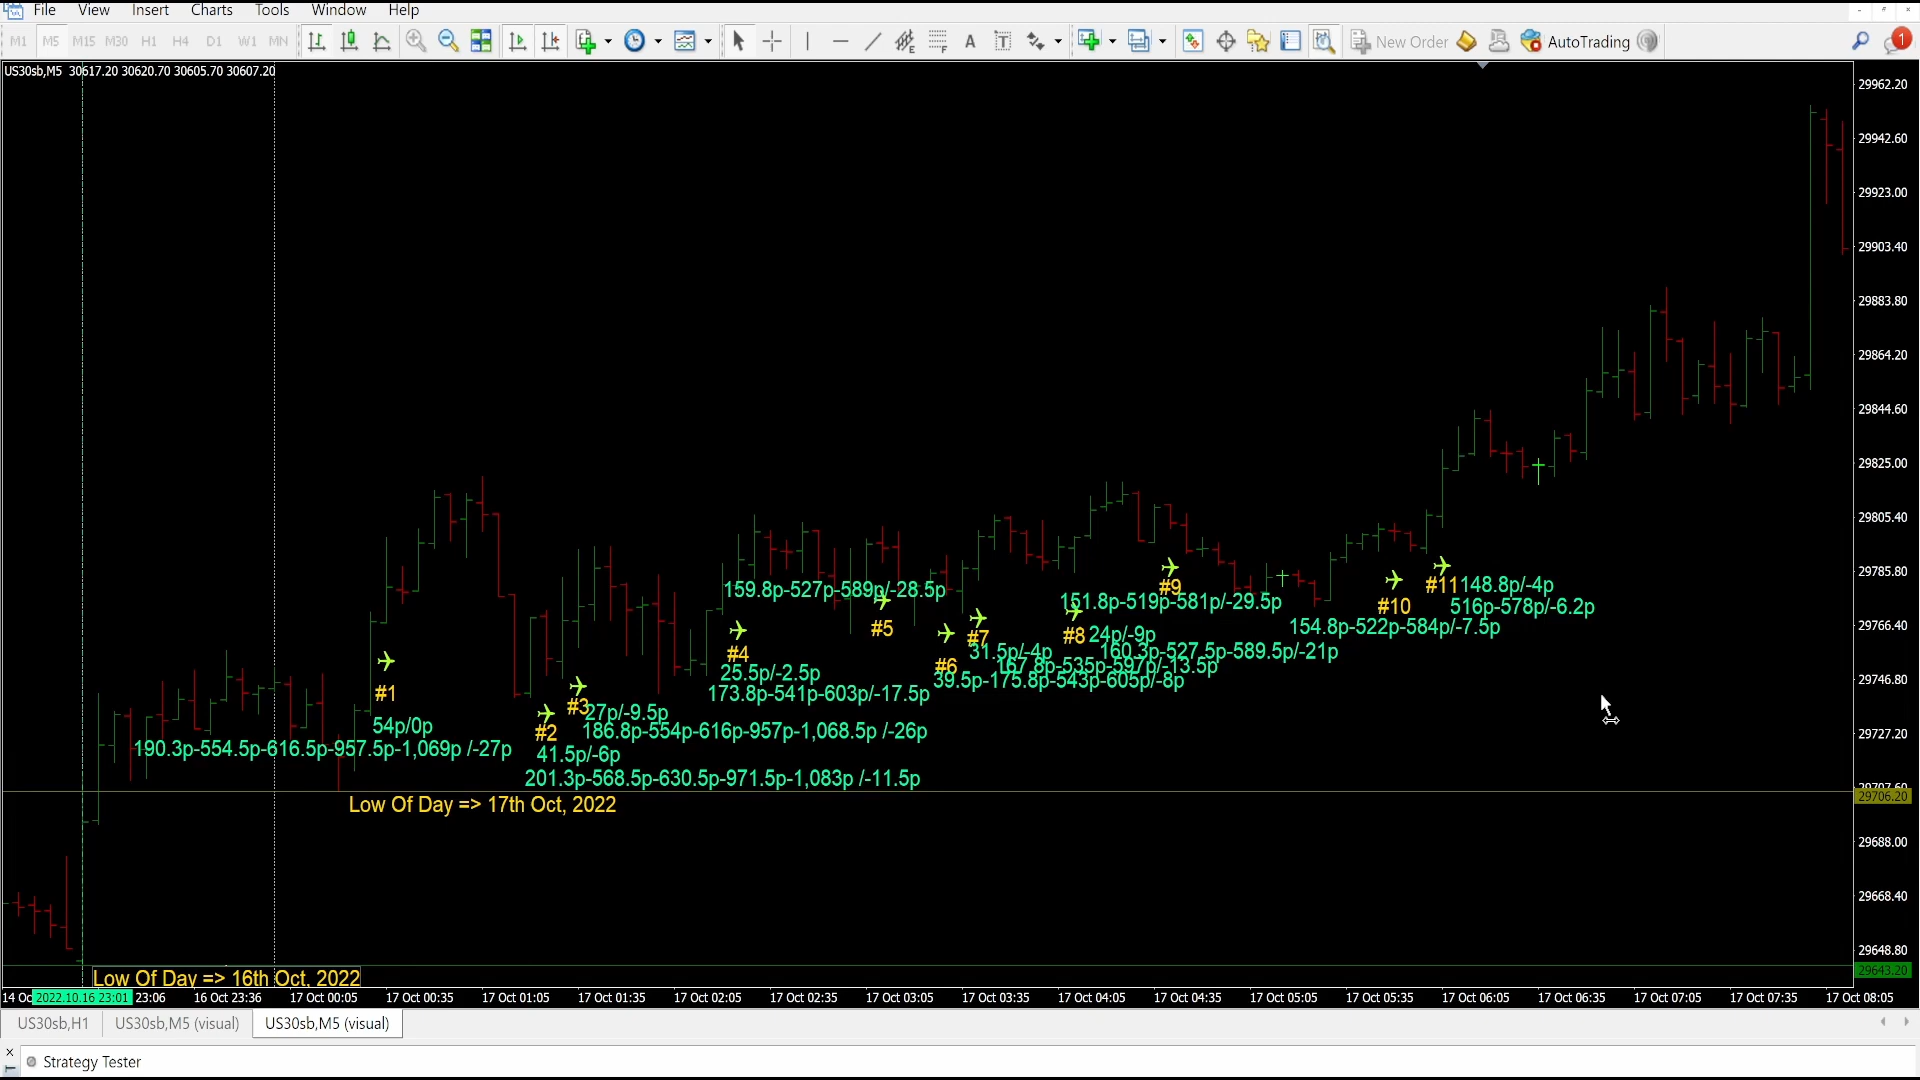 File View Insert Charts Tools Window Help
M1 M5 M15 M30 H1 H4 D1 W1 MN New Order AutoTrading 1
US30sb,M5 30617.20 30620.70 30605.70 30607.20
29962.20
29942.60
29923.00
29903.40
29883.80
29864.20
29844.60
29825.00
29805.40
29785.80
29766.40
29746.80
29727.20
29707.60
29706.20
29688.00
29668.40
29648.80
29643.20
#1
54p/0p
190.3p-554.5p-616.5p-957.5p-1,069p /-27p
#2
41.5p/-6p
201.3p-568.5p-630.5p-971.5p-1,083p /-11.5p
#3
27p/-9.5p
186.8p-554p-616p-957p-1,068.5p /-26p
#4
25.5p/-2.5p
173.8p-541p-603p/-17.5p
159.8p-527p-589p/-28.5p
#5
#6
39.5p-175.8p-543p-605p/-8p
#7
31.5p/-4p
167.8p-535p-597p/-13.5p
#8
24p/-9p
160.3p-527.5p-589.5p/-21p
#9
151.8p-519p-581p/-29.5p
#10
154.8p-522p-584p/-7.5p
#11
148.8p/-4p
516p-578p/-6.2p
Low Of Day => 17th Oct, 2022
Low Of Day => 16th Oct, 2022
14 Oc 2022.10.16 23:01 23:06 16 Oct 23:36 17 Oct 00:05 17 Oct 00:35 17 Oct 01:05 17 Oct 01:35 17 Oct 02:05 17 Oct 02:35 17 Oct 03:05 17 Oct 03:35 17 Oct 04:05 17 Oct 04:35 17 Oct 05:05 17 Oct 05:35 17 Oct 06:05 17 Oct 06:35 17 Oct 07:05 17 Oct 07:35 17 Oct 08:05
US30sb,H1 US30sb,M5 (visual) US30sb,M5 (visual)
Strategy Tester